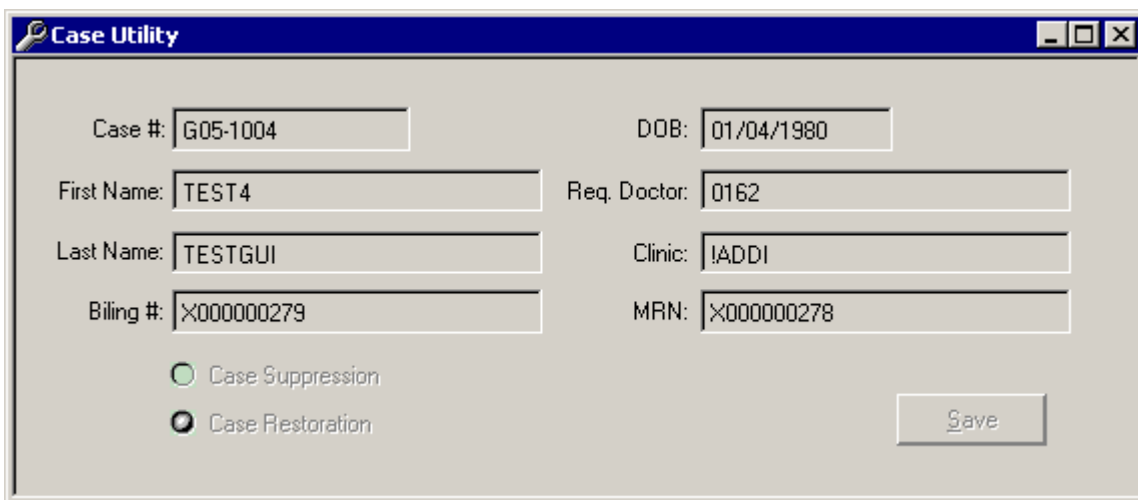 Case Utility
Case #: G05-1004 DOB: 01/04/1980
First Name: TEST4 Req. Doctor: 0162
Last Name: TESTGUI Clinic: !ADDI
Biling #: X000000279 MRN: X000000278
Case Suppression
Case Restoration
Save